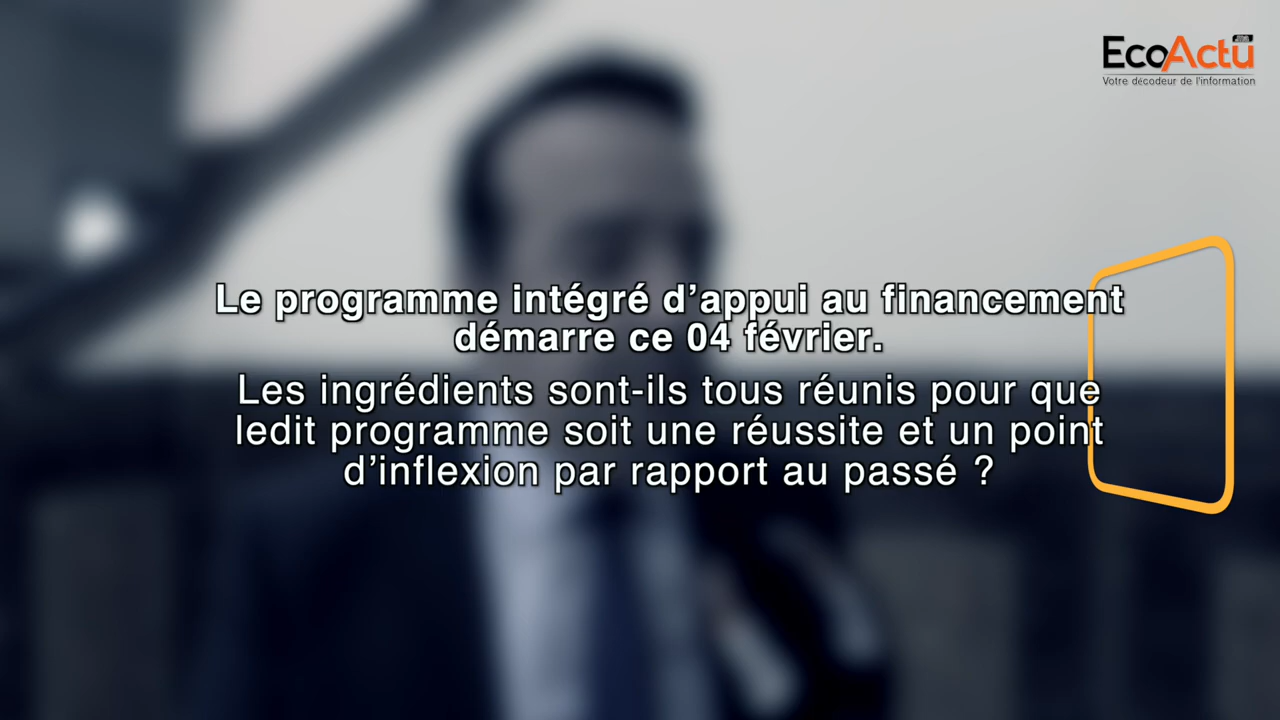 EcoActu
Votre décodeur de l'information
Le programme intégré d’appui au financement
démarre ce 04 février.
Les ingrédients sont-ils tous réunis pour que
ledit programme soit une réussite et un point
d’inflexion par rapport au passé ?